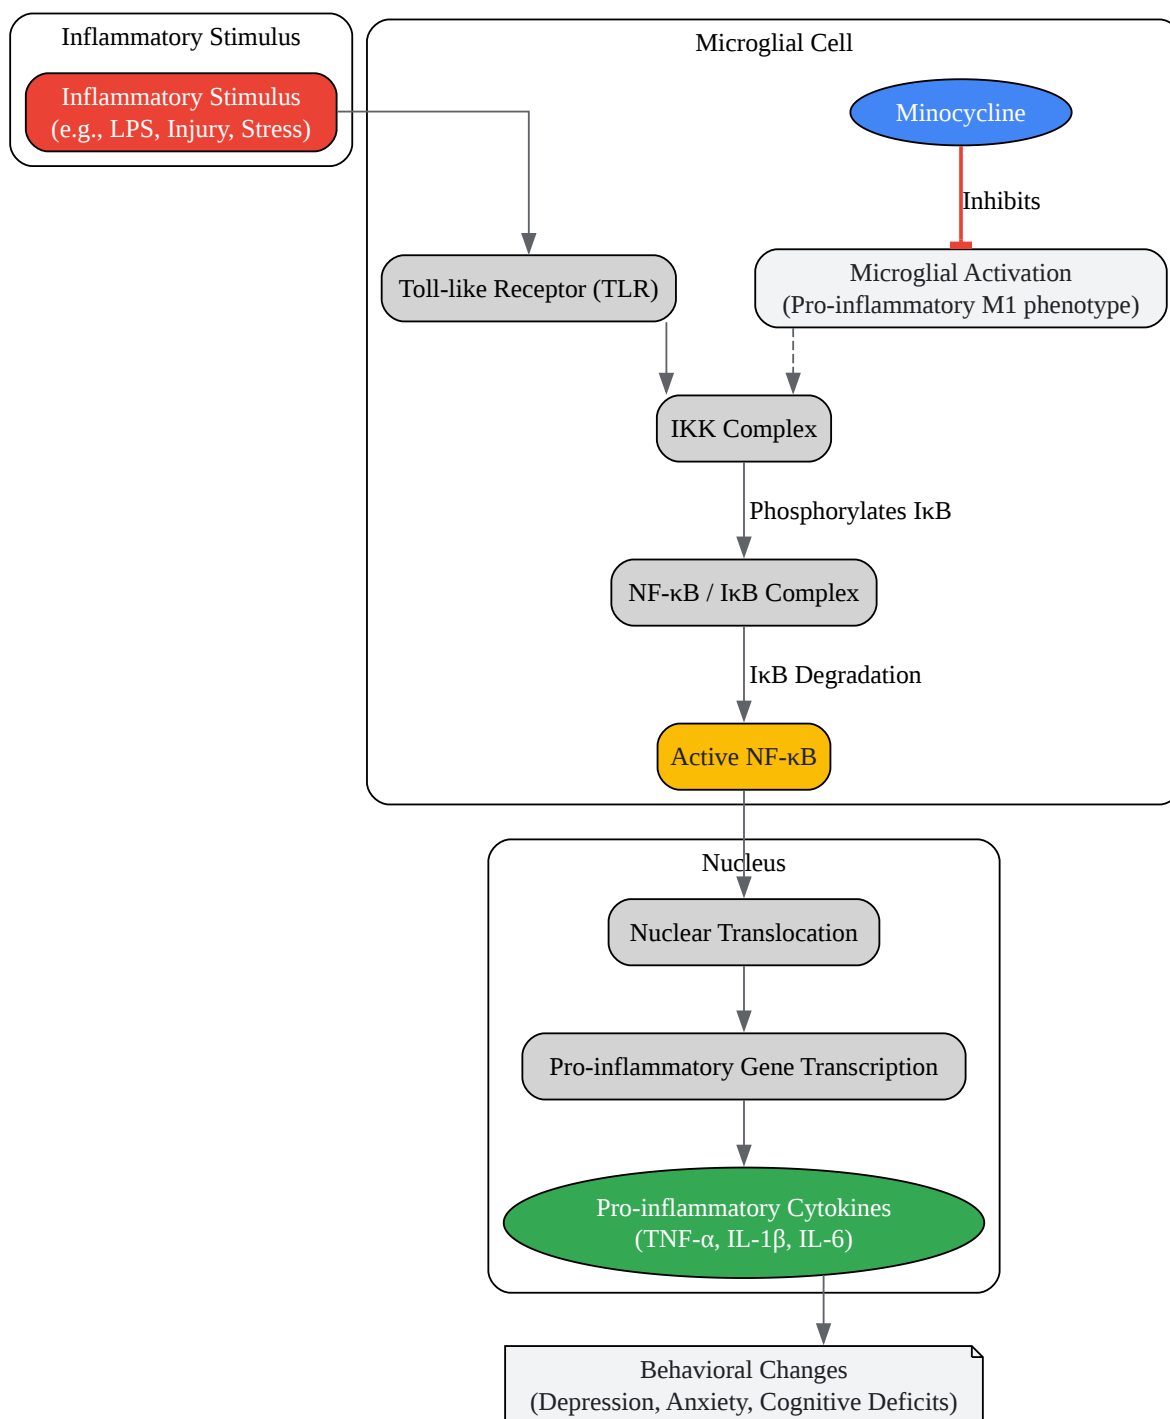 Inflammatory Stimulus
Inflammatory Stimulus
(e.g., LPS, Injury, Stress)
Microglial Cell
Minocycline
Inhibits
Toll-like Receptor (TLR)
Microglial Activation
(Pro-inflammatory M1 phenotype)
IKK Complex
Phosphorylates IκB
NF-κB / IκB Complex
IκB Degradation
Active NF-κB
Nucleus
Nuclear Translocation
Pro-inflammatory Gene Transcription
Pro-inflammatory Cytokines
(TNF-α, IL-1β, IL-6)
Behavioral Changes
(Depression, Anxiety, Cognitive Deficits)